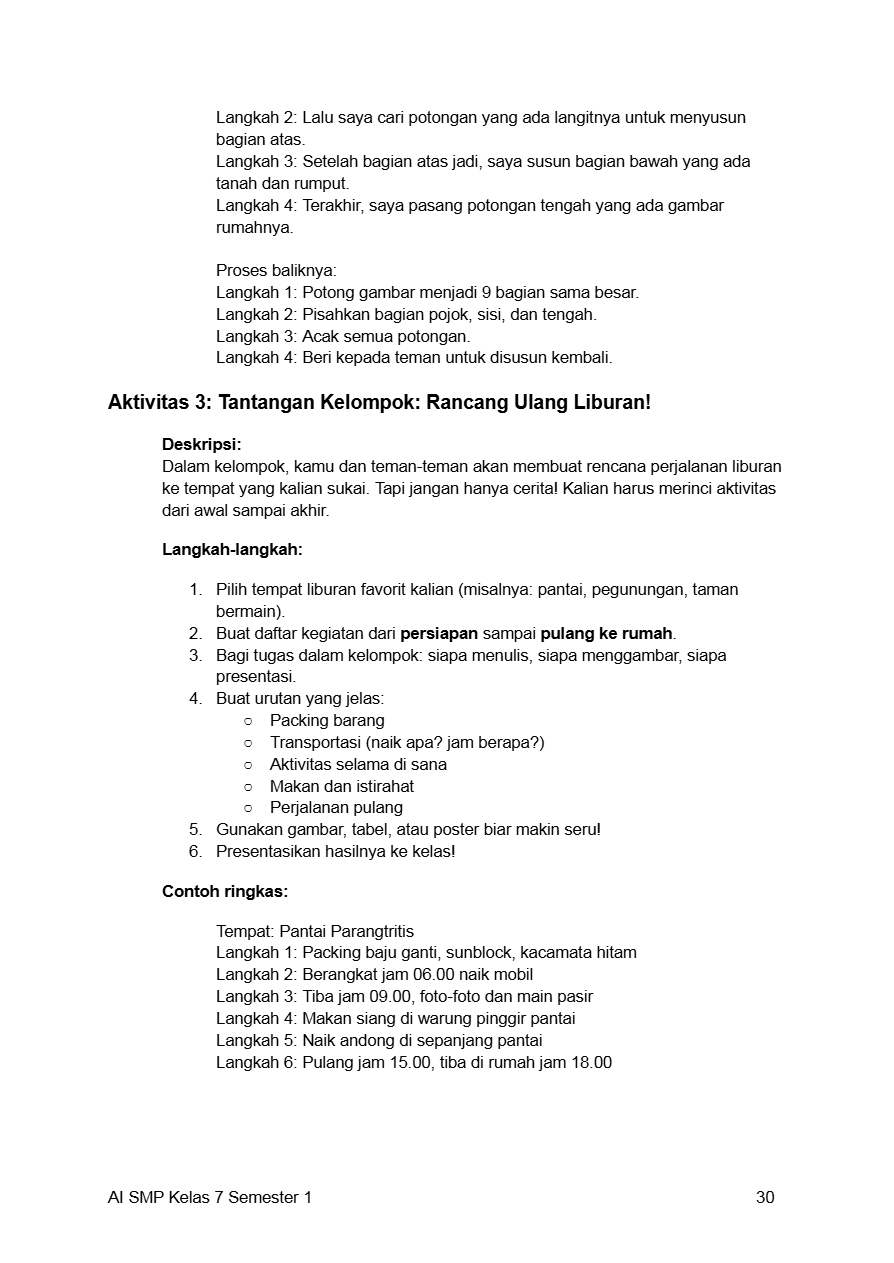 Langkah 2: Lalu saya cari potongan yang ada langitnya untuk menyusun
bagian atas.
Langkah 3: Setelah bagian atas jadi, saya susun bagian bawah yang ada
tanah dan rumput.
Langkah 4: Terakhir, saya pasang potongan tengah yang ada gambar
rumahnya.
Proses baliknya:
Langkah 1: Potong gambar menjadi 9 bagian sama besar.
Langkah 2: Pisahkan bagian pojok, sisi, dan tengah.
Langkah 3: Acak semua potongan.
Langkah 4: Beri kepada teman untuk disusun kembali.
Aktivitas 3: Tantangan Kelompok: Rancang Ulang Liburan!
Deskripsi:
Dalam kelompok, kamu dan teman-teman akan membuat rencana perjalanan liburan
ke tempat yang kalian sukai. Tapi jangan hanya cerita! Kalian harus merinci aktivitas
dari awal sampai akhir.
Langkah-langkah:
1. Pilih tempat liburan favorit kalian (misalnya: pantai, pegunungan, taman
bermain).
2. Buat daftar kegiatan dari persiapan sampai pulang ke rumah.
3. Bagi tugas dalam kelompok: siapa menulis, siapa menggambar, siapa
presentasi.
4. Buat urutan yang jelas:
○ Packing barang
○ Transportasi (naik apa? jam berapa?)
○ Aktivitas selama di sana
○ Makan dan istirahat
○ Perjalanan pulang
5. Gunakan gambar, tabel, atau poster biar makin seru!
6. Presentasikan hasilnya ke kelas!
Contoh ringkas:
Tempat: Pantai Parangtritis
Langkah 1: Packing baju ganti, sunblock, kacamata hitam
Langkah 2: Berangkat jam 06.00 naik mobil
Langkah 3: Tiba jam 09.00, foto-foto dan main pasir
Langkah 4: Makan siang di warung pinggir pantai
Langkah 5: Naik andong di sepanjang pantai
Langkah 6: Pulang jam 15.00, tiba di rumah jam 18.00
AI SMP Kelas 7 Semester 1 30